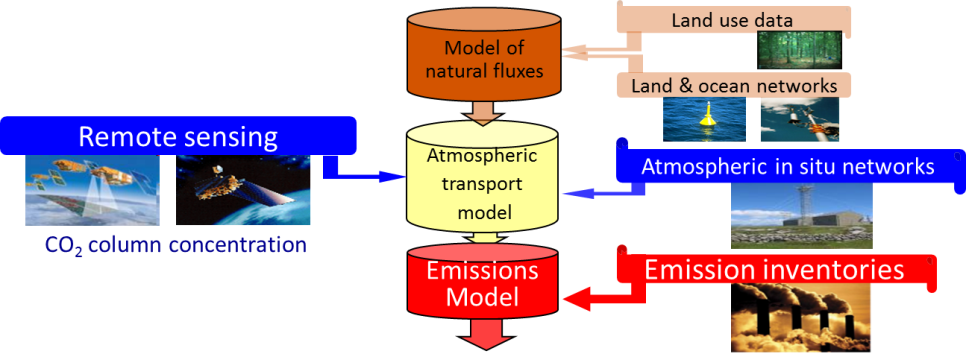 Land use data
Model of
natural fluxes
Land & ocean networks
Remote sensing
Atmospheric
transport
model
Atmospheric in situ networks
CO₂ column concentration
Emissions
Model
Emission inventories